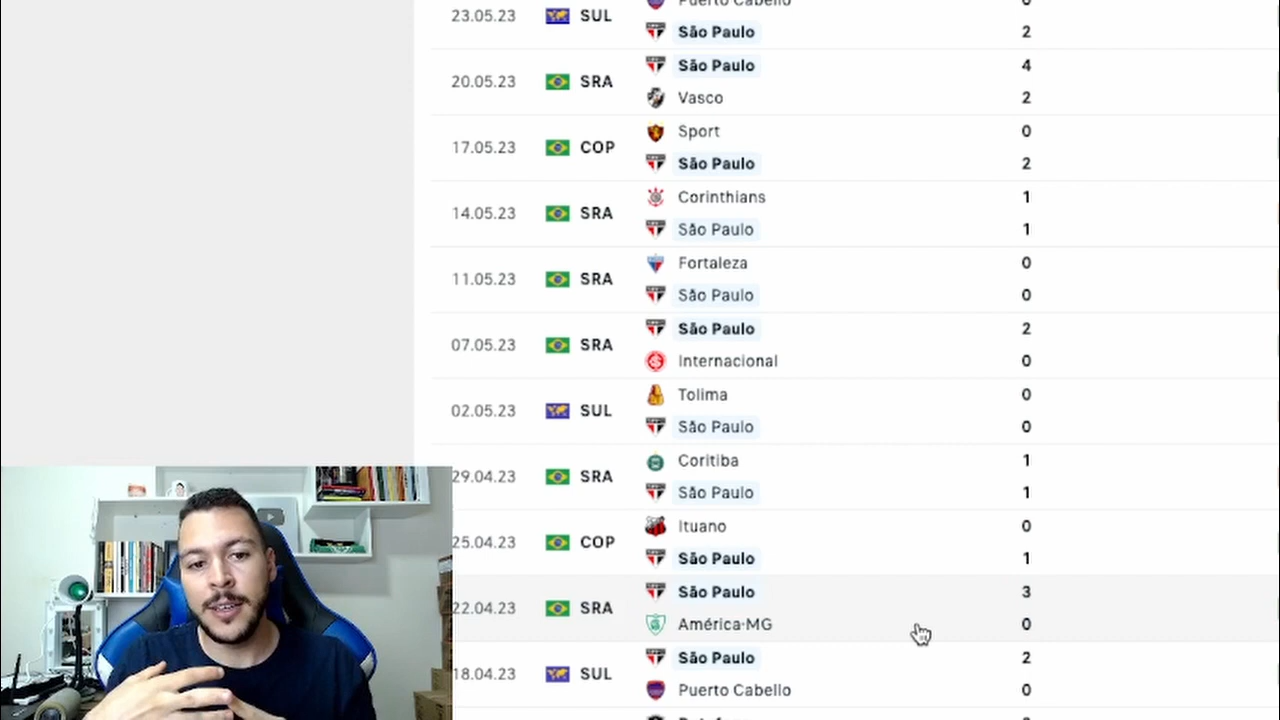 Puerto Cabello 0
23.05.23 SUL
São Paulo 2
São Paulo 4
20.05.23 SRA
Vasco 2
Sport 0
17.05.23 COP
São Paulo 2
Corinthians 1
14.05.23 SRA
São Paulo 1
Fortaleza 0
11.05.23 SRA
São Paulo 0
São Paulo 2
07.05.23 SRA
Internacional 0
Tolima 0
02.05.23 SUL
São Paulo 0
Coritiba 1
29.04.23 SRA
São Paulo 1
Ituano 0
25.04.23 COP
São Paulo 1
São Paulo 3
22.04.23 SRA
América-MG 0
São Paulo 2
18.04.23 SUL
Puerto Cabello 0